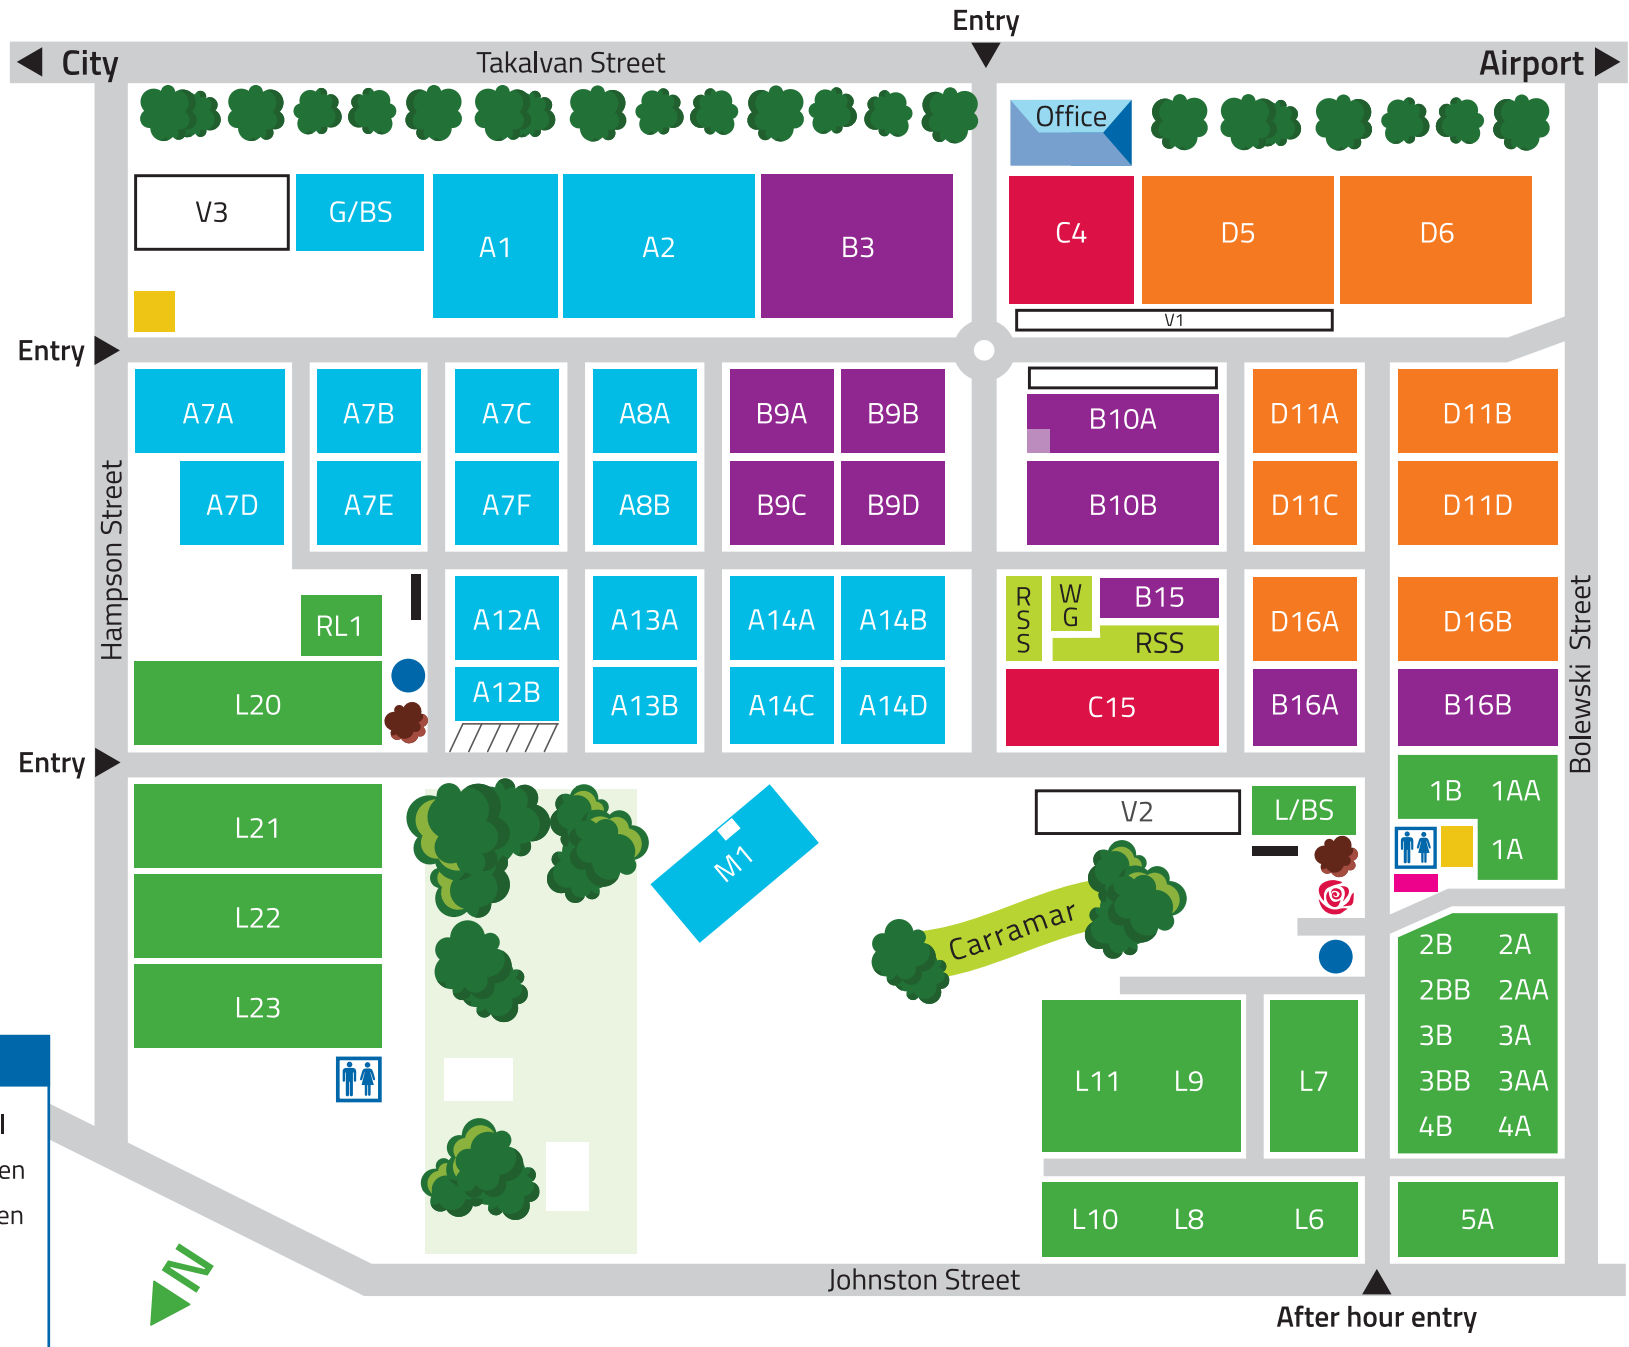 Entry
City
Takalvan Street
Airport
Office
V3
G/BS
A1
A2
B3
C4
D5
D6
V1
Entry
A7A
A7B
A7C
A8A
B9A
B9B
B10A
D11A
D11B
A7D
A7E
A7F
A8B
B9C
B9D
B10B
D11C
D11D
Hampson Street
RL1
A12A
A13A
A14A
A14B
RSS
WG
B15
RSS
D16A
D16B
L20
A12B
A13B
A14C
A14D
C15
B16A
B16B
Bolewski Street
Entry
L21
M1
V2
L/BS
1B 1AA
1A
L22
Carramar
L23
2B 2A
2BB 2AA
3B 3A
3BB 3AA
4B 4A
L11
L9
L7
l
en
en
L10
L8
L6
5A
N
Johnston Street
After hour entry